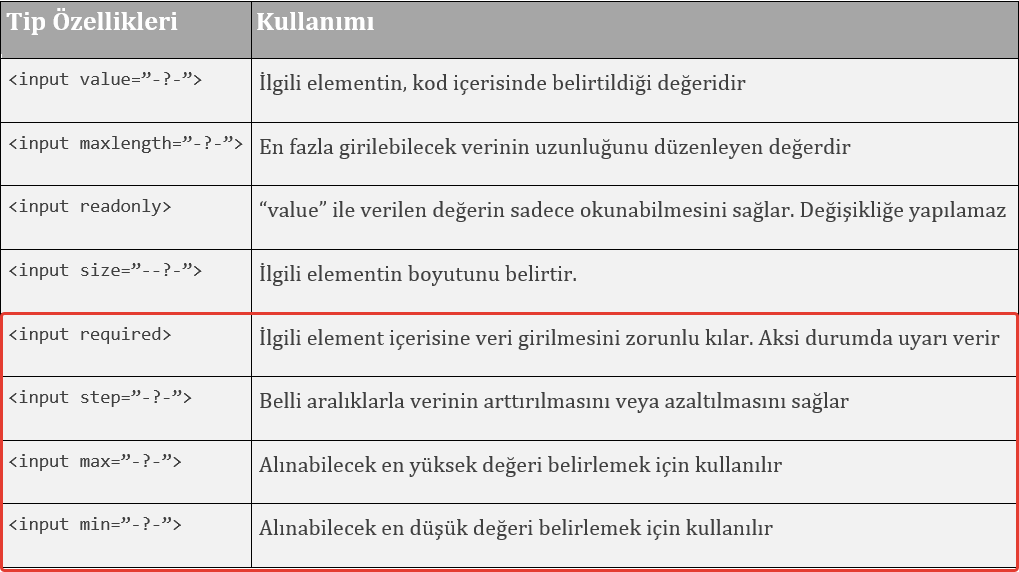 Tip Özellikleri Kullanımı
<input value=”-?-”> İlgili elementin, kod içerisinde belirtildiği değeridir
<input maxlength=”-?-”> En fazla girilebilecek verinin uzunluğunu düzenleyen değerdir
<input readonly> “value” ile verilen değerin sadece okunabilmesini sağlar. Değişikliğe yapılamaz
<input size=”--?-”> İlgili elementin boyutunu belirtir.
<input required> İlgili element içerisine veri girilmesini zorunlu kılar. Aksi durumda uyarı verir
<input step=”-?-”> Belli aralıklarla verinin arttırılmasını veya azaltılmasını sağlar
<input max=”-?-”> Alınabilecek en yüksek değeri belirlemek için kullanılır
<input min=”-?-”> Alınabilecek en düşük değeri belirlemek için kullanılır